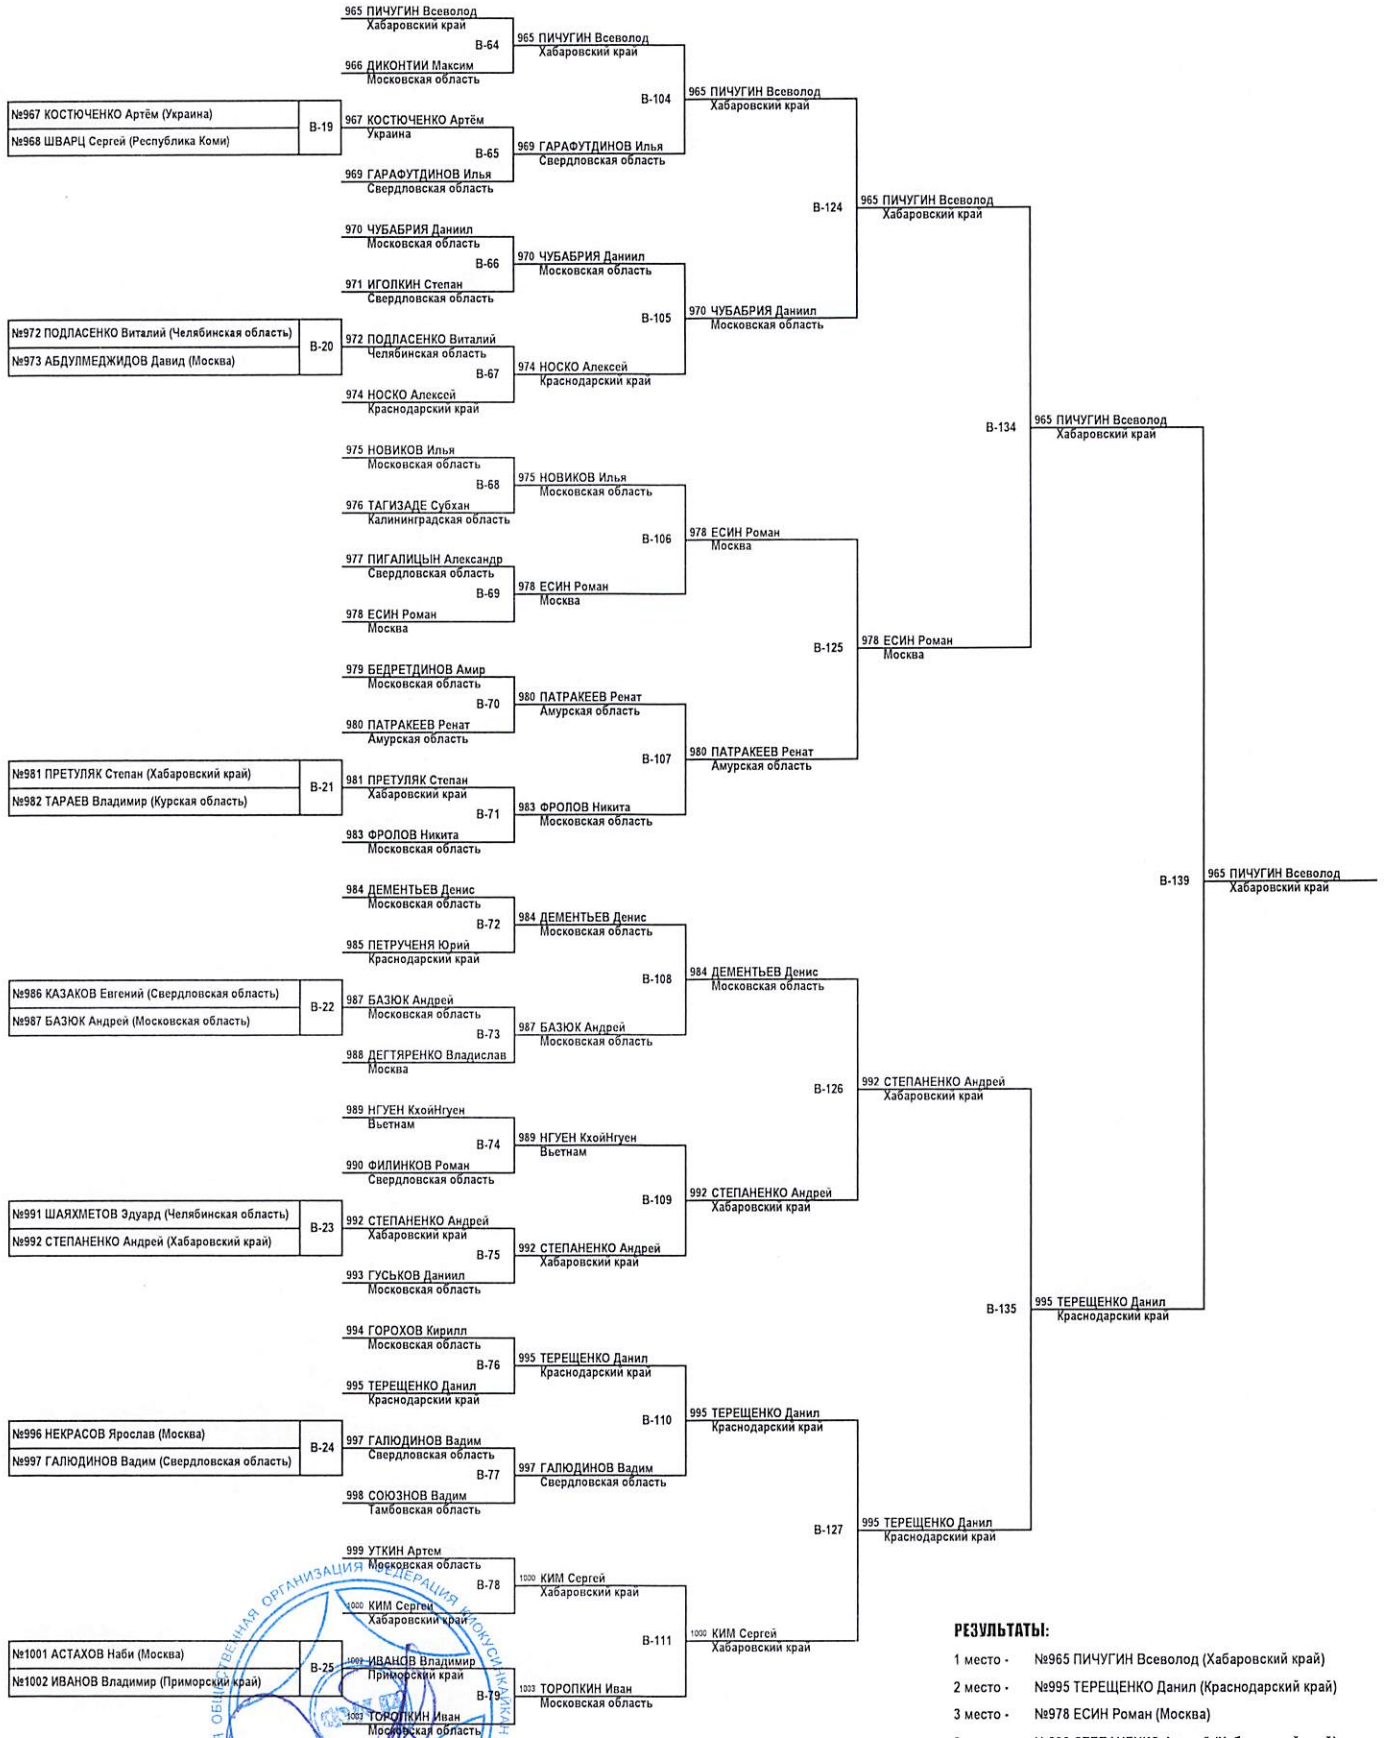 965 ПИЧУГИН Всеволод
Хабаровский край
В-64
966 ДИКОНТИИ Максим
Московская область
965 ПИЧУГИН Всеволод
Хабаровский край
В-104
№967 КОСТЮЧЕНКО Артём (Украина)
№968 ШВАРЦ Сергей (Республика Коми)
В-19
967 КОСТЮЧЕНКО Артём
Украина
В-65
969 ГАРАФУТДИНОВ Илья
Свердловская область
969 ГАРАФУТДИНОВ Илья
Свердловская область
965 ПИЧУГИН Всеволод
Хабаровский край
В-124
970 ЧУБАБРИЯ Даниил
Московская область
В-66
971 ИГОЛКИН Степан
Свердловская область
970 ЧУБАБРИЯ Даниил
Московская область
В-105
№972 ПОДЛАСЕНКО Виталий (Челябинская область)
№973 АБДУЛМЕДЖИДОВ Давид (Москва)
В-20
972 ПОДЛАСЕНКО Виталий
Челябинская область
В-67
974 НОСКО Алексей
Краснодарский край
974 НОСКО Алексей
Краснодарский край
970 ЧУБАБРИЯ Даниил
Московская область
965 ПИЧУГИН Всеволод
Хабаровский край
В-134
975 НОВИКОВ Илья
Московская область
В-68
976 ТАГИЗАДЕ Субхан
Калининградская область
975 НОВИКОВ Илья
Московская область
В-106
977 ПИГАЛИЦЫН Александр
Свердловская область
В-69
978 ЕСИН Роман
Москва
978 ЕСИН Роман
Москва
978 ЕСИН Роман
Москва
В-125
979 БЕДРЕТДИНОВ Амир
Московская область
В-70
980 ПАТРАКЕЕВ Ренат
Амурская область
980 ПАТРАКЕЕВ Ренат
Амурская область
В-107
№981 ПРЕТУЛЯК Степан (Хабаровский край)
№982 ТАРАЕВ Владимир (Курская область)
В-21
981 ПРЕТУЛЯК Степан
Хабаровский край
В-71
983 ФРОЛОВ Никита
Московская область
983 ФРОЛОВ Никита
Московская область
980 ПАТРАКЕЕВ Ренат
Амурская область
978 ЕСИН Роман
Москва
965 ПИЧУГИН Всеволод
Хабаровский край
В-139
965 ПИЧУГИН Всеволод
Хабаровский край
984 ДЕМЕНТЬЕВ Денис
Московская область
В-72
985 ПЕТРУЧЕНЯ Юрий
Краснодарский край
984 ДЕМЕНТЬЕВ Денис
Московская область
В-108
№986 КАЗАКОВ Евгений (Свердловская область)
№987 БАЗЮК Андрей (Московская область)
В-22
987 БАЗЮК Андрей
Московская область
В-73
988 ДЕГТЯРЕНКО Владислав
Москва
987 БАЗЮК Андрей
Московская область
984 ДЕМЕНТЬЕВ Денис
Московская область
В-126
989 НГУЕН КхойНгуен
Вьетнам
В-74
990 ФИЛИНКОВ Роман
Свердловская область
989 НГУЕН КхойНгуен
Вьетнам
В-109
№991 ШАЯХМЕТОВ Эдуард (Челябинская область)
№992 СТЕПАНЕНКО Андрей (Хабаровский край)
В-23
992 СТЕПАНЕНКО Андрей
Хабаровский край
В-75
993 ГУСЬКОВ Даниил
Московская область
992 СТЕПАНЕНКО Андрей
Хабаровский край
992 СТЕПАНЕНКО Андрей
Хабаровский край
992 СТЕПАНЕНКО Андрей
Хабаровский край
В-135
995 ТЕРЕЩЕНКО Данил
Краснодарский край
994 ГОРОХОВ Кирилл
Московская область
В-76
995 ТЕРЕЩЕНКО Данил
Краснодарский край
995 ТЕРЕЩЕНКО Данил
Краснодарский край
В-110
№996 НЕКРАСОВ Ярослав (Москва)
№997 ГАЛЮДИНОВ Вадим (Свердловская область)
В-24
997 ГАЛЮДИНОВ Вадим
Свердловская область
В-77
998 СОЮЗНОВ Вадим
Тамбовская область
997 ГАЛЮДИНОВ Вадим
Свердловская область
995 ТЕРЕЩЕНКО Данил
Краснодарский край
В-127
995 ТЕРЕЩЕНКО Данил
Краснодарский край
999 УТКИН Артем
Московская область
В-78
1000 КИМ Сергей
Хабаровский край
1000 КИМ Сергей
Хабаровский край
В-111
№1001 АСТАХОВ Наби (Москва)
№1002 ИВАНОВ Владимир (Приморский край)
В-25
1002 ИВАНОВ Владимир
Приморский край
В-79
1003 ТОРОПКИН Иван
Московская область
1003 ТОРОПКИН Иван
Московская область
1000 КИМ Сергей
Хабаровский край
ОБЩЕСТВЕННАЯ ОРГАНИЗАЦИЯ ФЕДЕРАЦИЯ КИОКУСИНКАЙКАН
РЕЗУЛЬТАТЫ:
1 место - №965 ПИЧУГИН Всеволод (Хабаровский край)
2 место - №995 ТЕРЕЩЕНКО Данил (Краснодарский край)
3 место - №978 ЕСИН Роман (Москва)